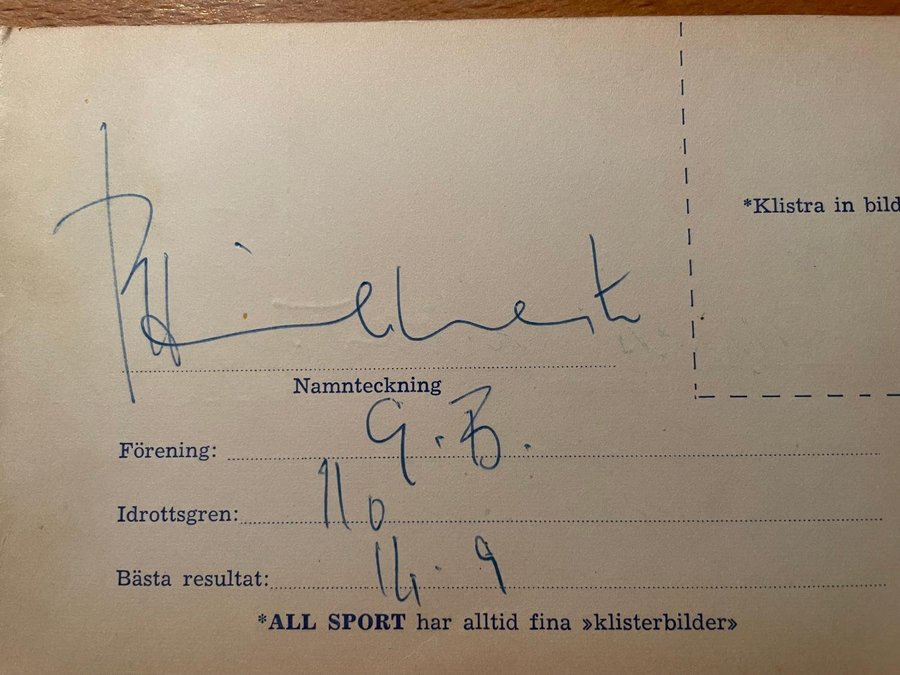 *Klistra in bild
Namnteckning
Förening: G.B.
Idrottsgren: 110
Bästa resultat: 14.9
*ALL SPORT har alltid fina »klisterbilder»